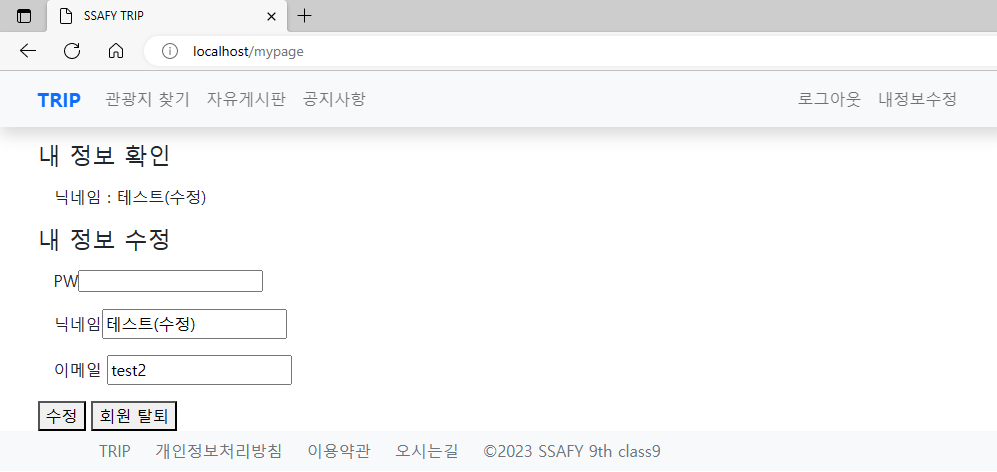 SSAFY TRIP
localhost/mypage
TRIP 관광지 찾기 자유게시판 공지사항 로그아웃 내정보수정
내 정보 확인
닉네임 : 테스트(수정)
내 정보 수정
PW
닉네임 테스트(수정)
이메일 test2
수정 회원 탈퇴
TRIP 개인정보처리방침 이용약관 오시는길 ©2023 SSAFY 9th class9